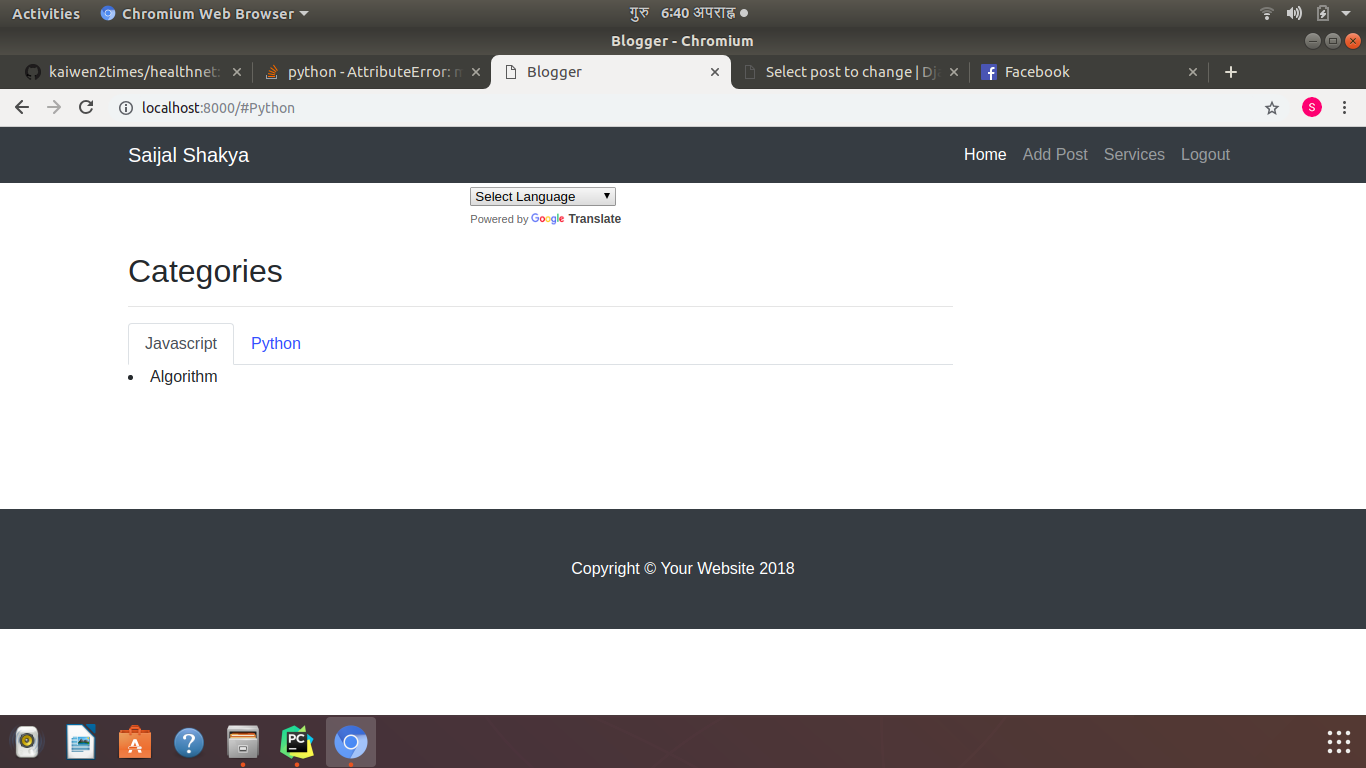 Activities Chromium Web Browser गुरु 6:40 अपराह्न
Blogger - Chromium
kaiwen2times/healthnet: python - AttributeError: m Blogger Select post to change | Dja Facebook
localhost:8000/#Python S
Saijal Shakya Home Add Post Services Logout
Select Language
Powered by Google Translate
Categories
Javascript Python
Algorithm
Copyright © Your Website 2018
PC